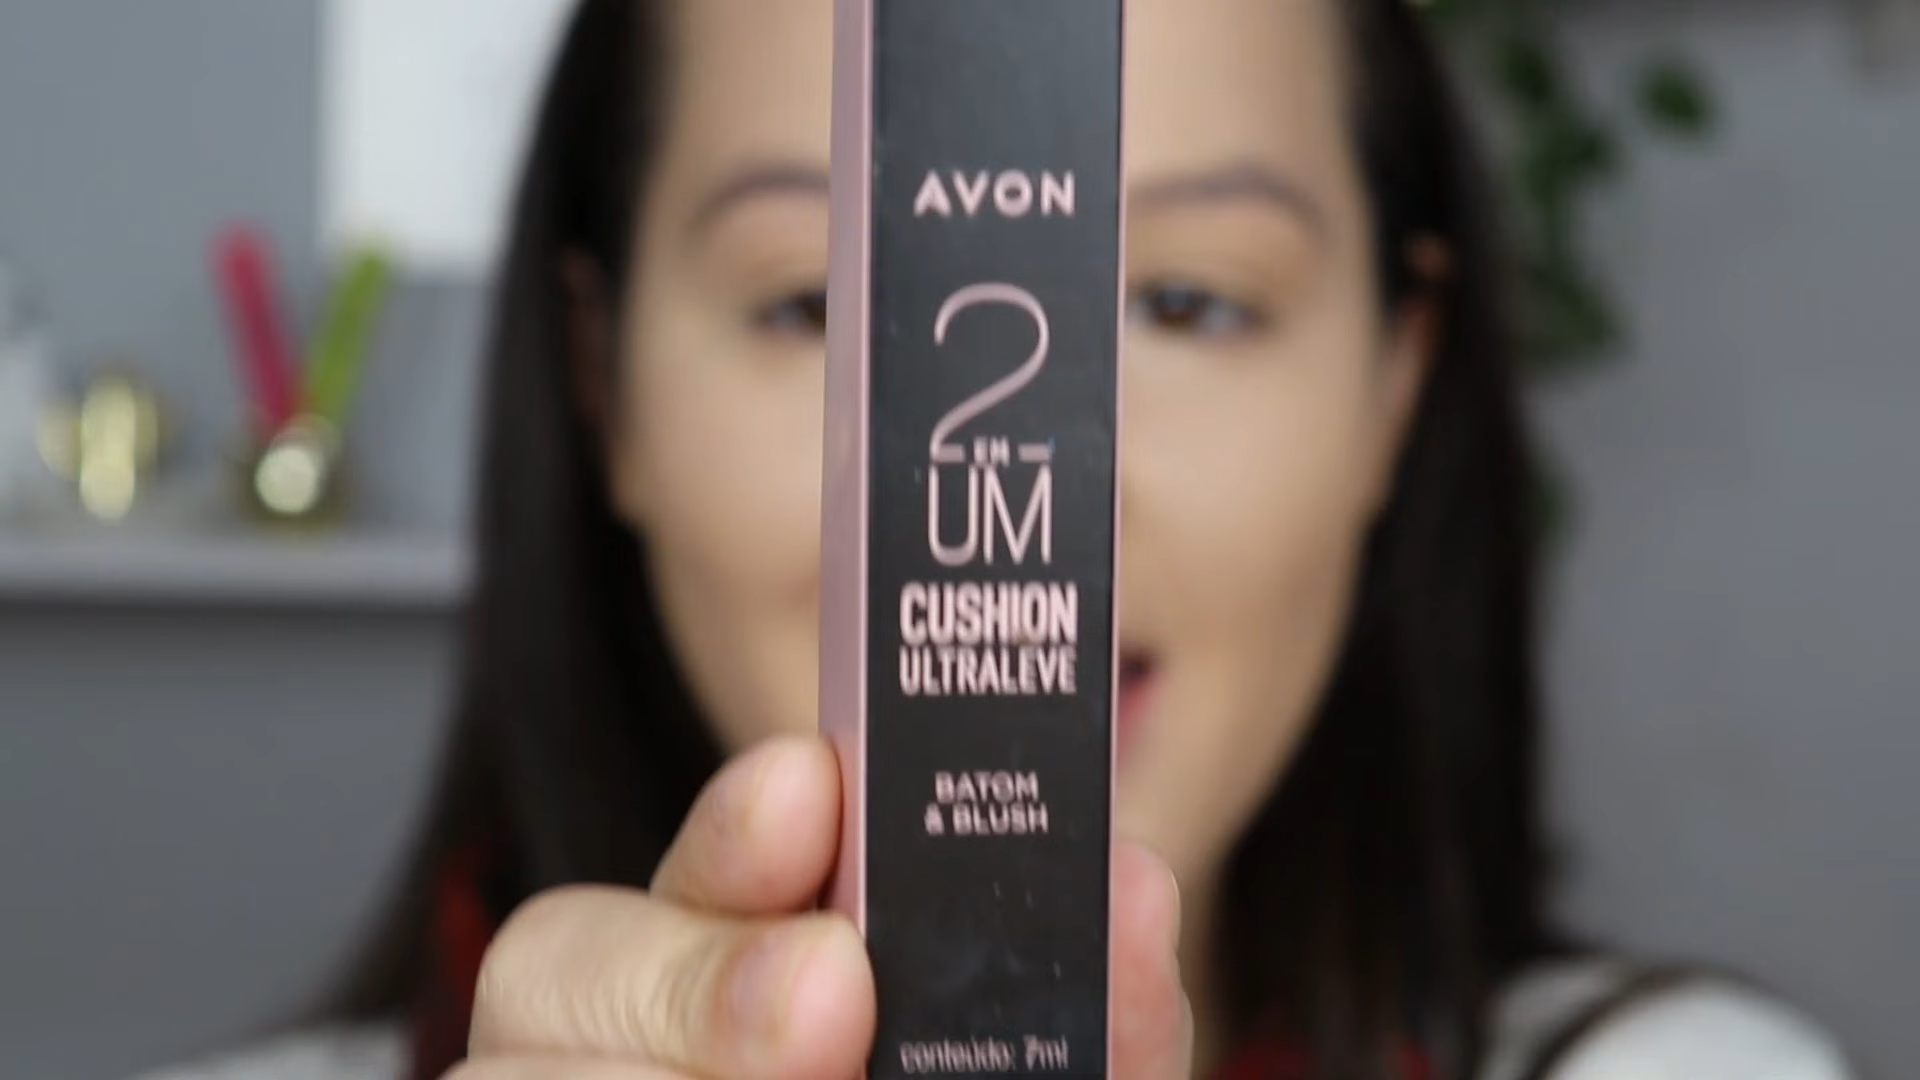 AVON
2
EM
UM
CUSHION
ULTRALEVE
BATOM
& BLUSH
conteúdo: 7ml